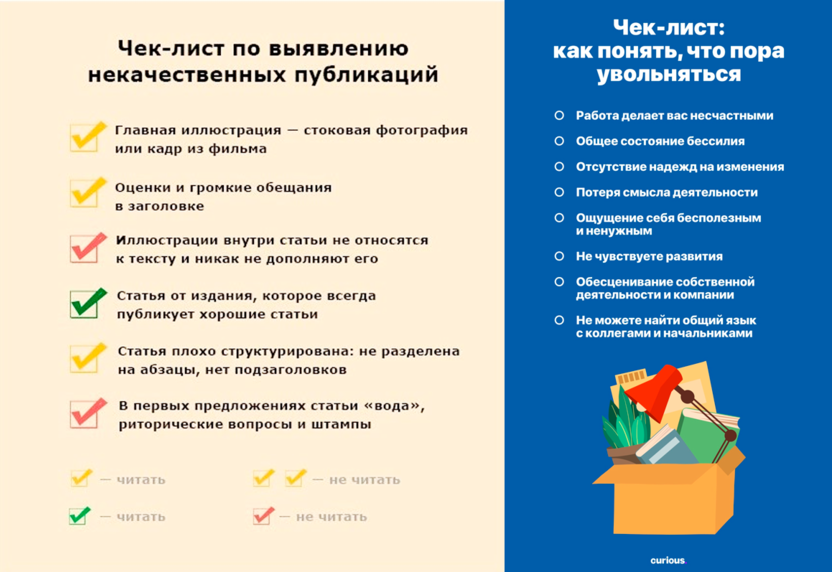 Чек-лист по выявлению
некачественных публикаций
Главная иллюстрация — стоковая фотография
или кадр из фильма
Оценки и громкие обещания
в заголовке
Иллюстрации внутри статьи не относятся
к тексту и никак не дополняют его
Статья от издания, которое всегда
публикует хорошие статьи
Статья плохо структурирована: не разделена
на абзацы, нет подзаголовков
В первых предложениях статьи «вода»,
риторические вопросы и штампы
— читать
— не читать
— читать
— не читать
Чек-лист:
как понять, что пора
увольняться
Работа делает вас несчастными
Общее состояние бессилия
Отсутствие надежд на изменения
Потеря смысла деятельности
Ощущение себя бесполезным
и ненужным
Не чувствуете развития
Обесценивание собственной
деятельности и компании
Не можете найти общий язык
с коллегами и начальниками
curious